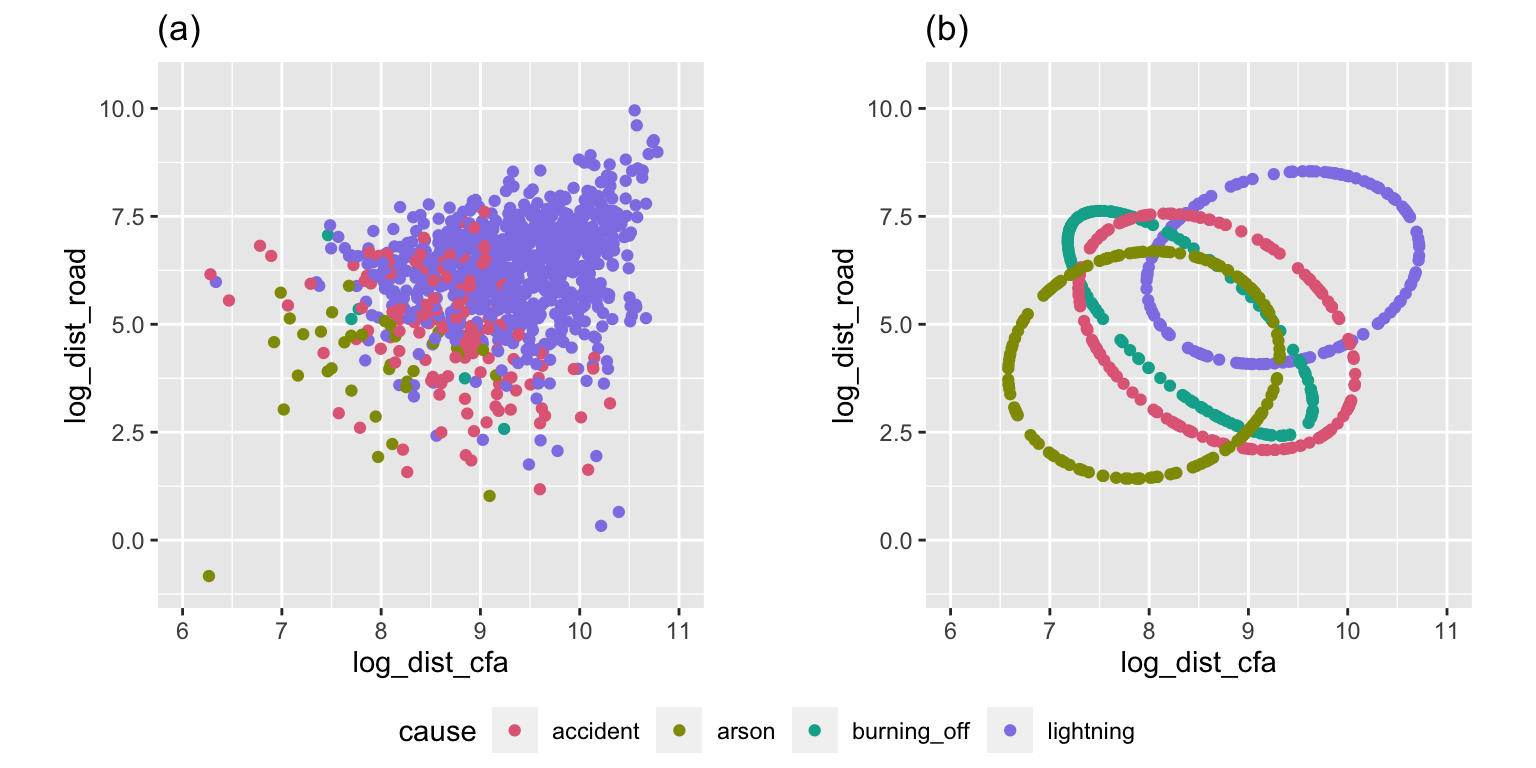 (a)
10.0
7.5
5.0
2.5
0.0
log_dist_road
6 7 8 9 10 11
log_dist_cfa
(b)
10.0
7.5
5.0
2.5
0.0
log_dist_road
6 7 8 9 10 11
log_dist_cfa
cause accident arson burning_off lightning